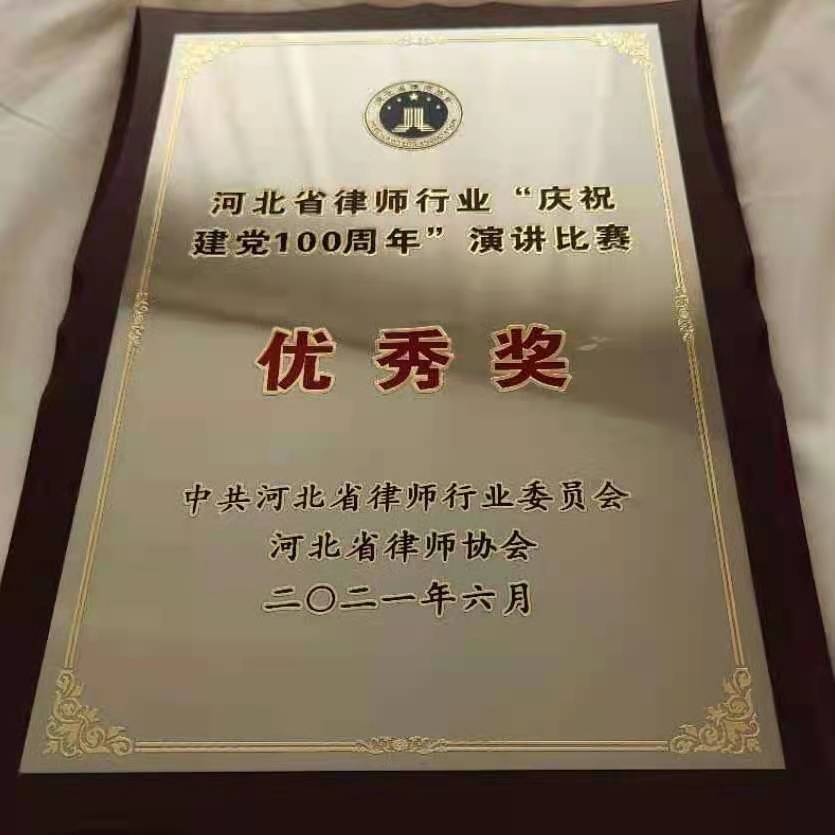 河北省律师行业“庆祝
建党100周年”演讲比赛
优秀奖
中共河北省律师行业委员会
河北省律师协会
二〇二一年六月